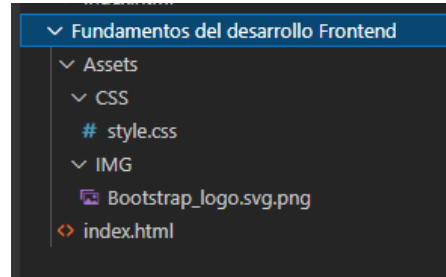 Fundamentos del desarrollo Frontend
Assets
CSS
# style.css
IMG
Bootstrap_logo.svg.png
<> index.html